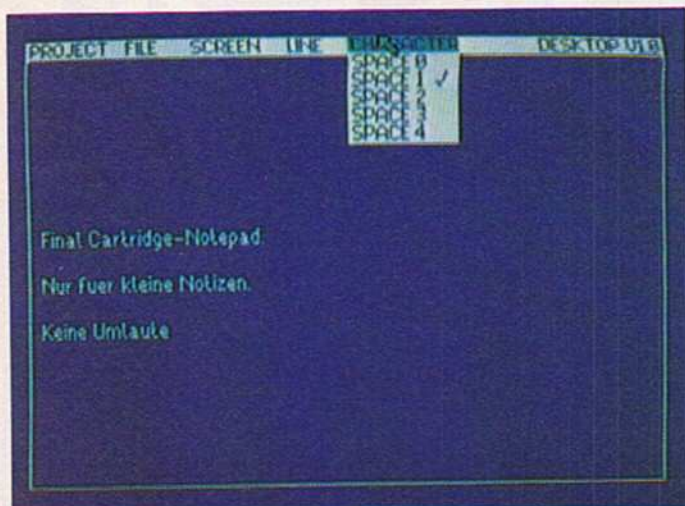 PROJECT FILE SCREEN LINE CHARACTER DESKTOP V1.0
SPACE 0
SPACE 1 ✓
SPACE 2
SPACE 3
SPACE 4
Final Cartridge-Notepad.
Nur fuer kleine Notizen.
Keine Umlaute